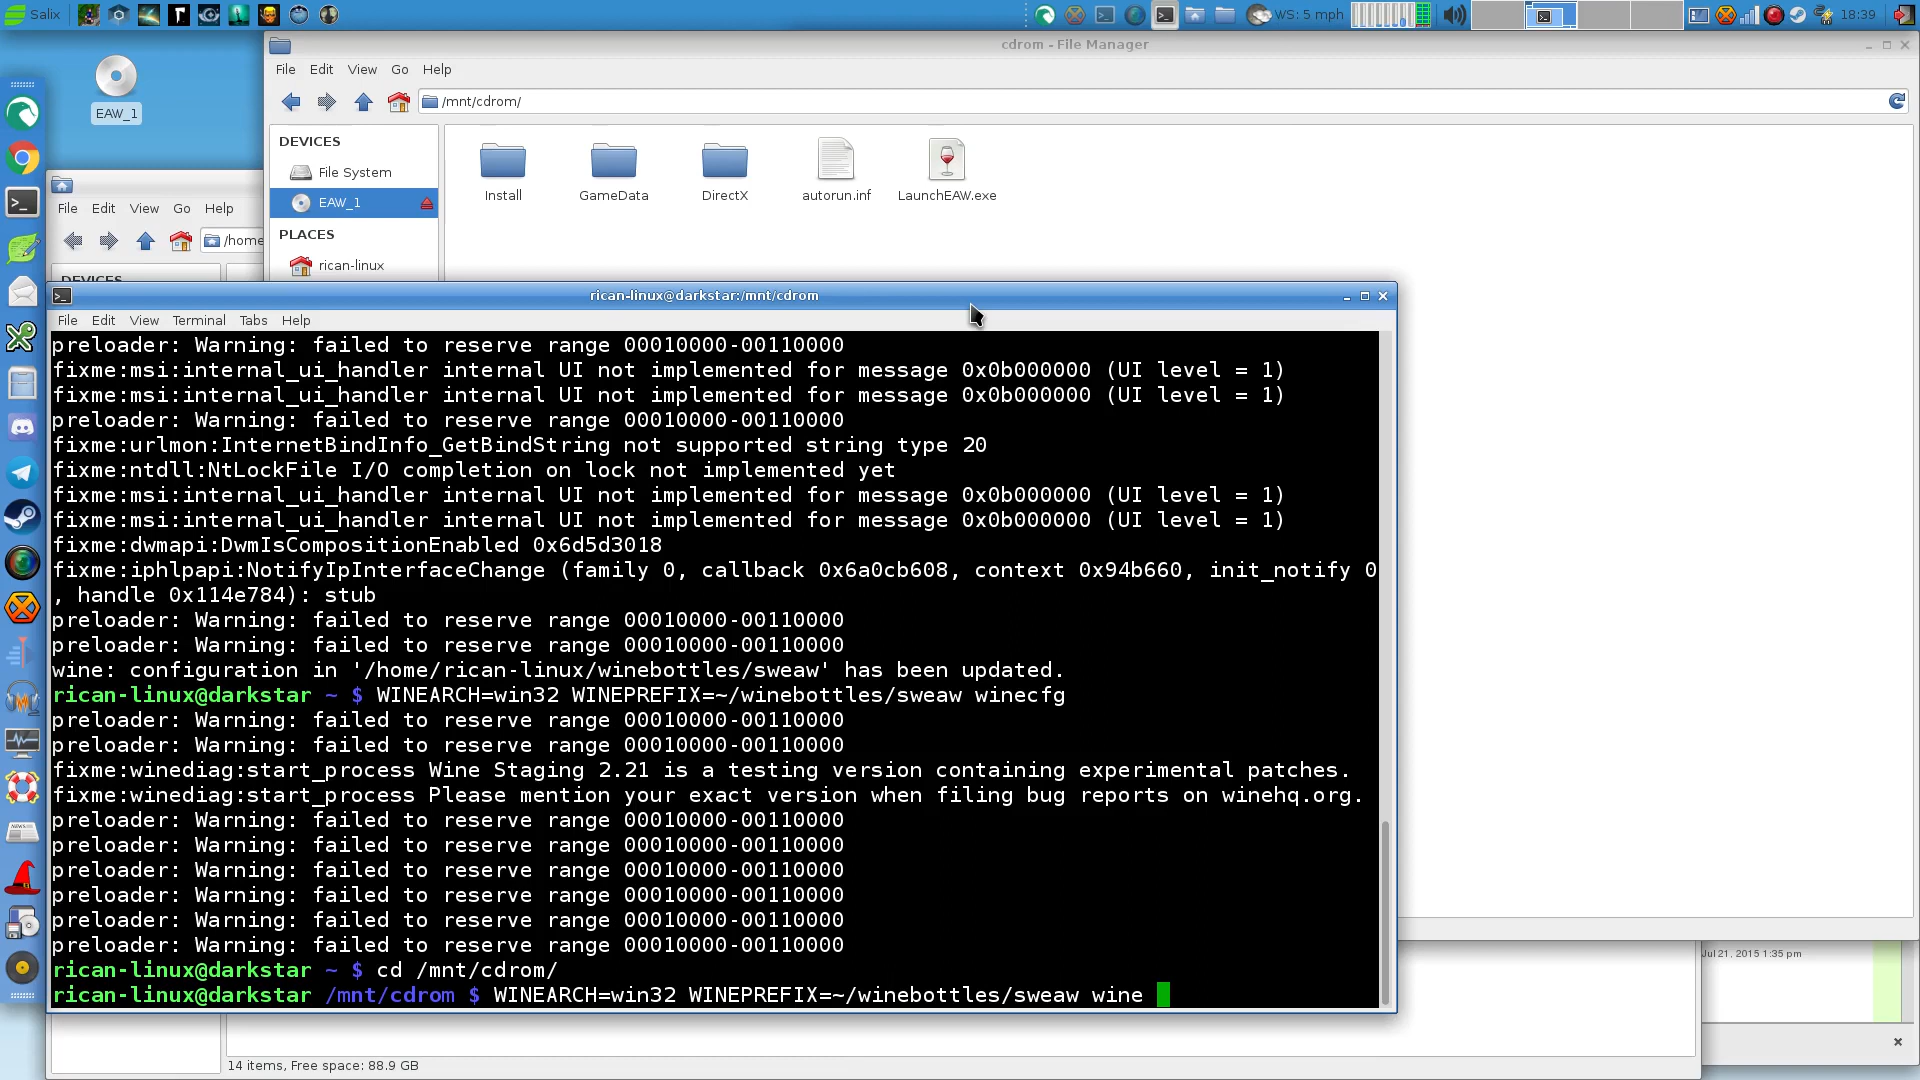 Salix
WS: 5 mph
18:39
EAW_1
cdrom - File Manager
File Edit View Go Help
/mnt/cdrom/
DEVICES
File System
EAW_1
PLACES
rican-linux
Install
GameData
DirectX
autorun.inf
LaunchEAW.exe
File Edit View Go Help
/home
DEVICES
rican-linux@darkstar:/mnt/cdrom
File Edit View Terminal Tabs Help
preloader: Warning: failed to reserve range 00010000-00110000
fixme:msi:internal_ui_handler internal UI not implemented for message 0x0b000000 (UI level = 1)
fixme:msi:internal_ui_handler internal UI not implemented for message 0x0b000000 (UI level = 1)
preloader: Warning: failed to reserve range 00010000-00110000
fixme:urlmon:InternetBindInfo_GetBindString not supported string type 20
fixme:ntdll:NtLockFile I/O completion on lock not implemented yet
fixme:msi:internal_ui_handler internal UI not implemented for message 0x0b000000 (UI level = 1)
fixme:msi:internal_ui_handler internal UI not implemented for message 0x0b000000 (UI level = 1)
fixme:dwmapi:DwmIsCompositionEnabled 0x6d5d3018
fixme:iphlpapi:NotifyIpInterfaceChange (family 0, callback 0x6a0cb608, context 0x94b660, init_notify 0
, handle 0x114e784): stub
preloader: Warning: failed to reserve range 00010000-00110000
preloader: Warning: failed to reserve range 00010000-00110000
wine: configuration in '/home/rican-linux/winebottles/sweaw' has been updated.
rican-linux@darkstar ~ $ WINEARCH=win32 WINEPREFIX=~/winebottles/sweaw winecfg
preloader: Warning: failed to reserve range 00010000-00110000
preloader: Warning: failed to reserve range 00010000-00110000
fixme:winediag:start_process Wine Staging 2.21 is a testing version containing experimental patches.
fixme:winediag:start_process Please mention your exact version when filing bug reports on winehq.org.
preloader: Warning: failed to reserve range 00010000-00110000
preloader: Warning: failed to reserve range 00010000-00110000
preloader: Warning: failed to reserve range 00010000-00110000
preloader: Warning: failed to reserve range 00010000-00110000
preloader: Warning: failed to reserve range 00010000-00110000
preloader: Warning: failed to reserve range 00010000-00110000
rican-linux@darkstar ~ $ cd /mnt/cdrom/
rican-linux@darkstar /mnt/cdrom $ WINEARCH=win32 WINEPREFIX=~/winebottles/sweaw wine
Jul 21, 2015 1:35 pm
14 items, Free space: 88.9 GB